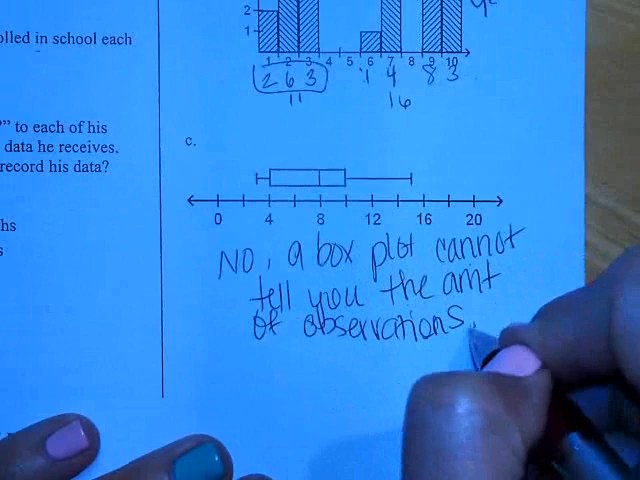 olled in school each
" to each of his
data he receives.
record his data?
hs
s
2
1
1 2 3 4 5 6 7 8 9 10
2 6 3 1 4 8 3
11 16
c.
0 4 8 12 16 20
No, a box plot cannot
tell you the amt
of observations.